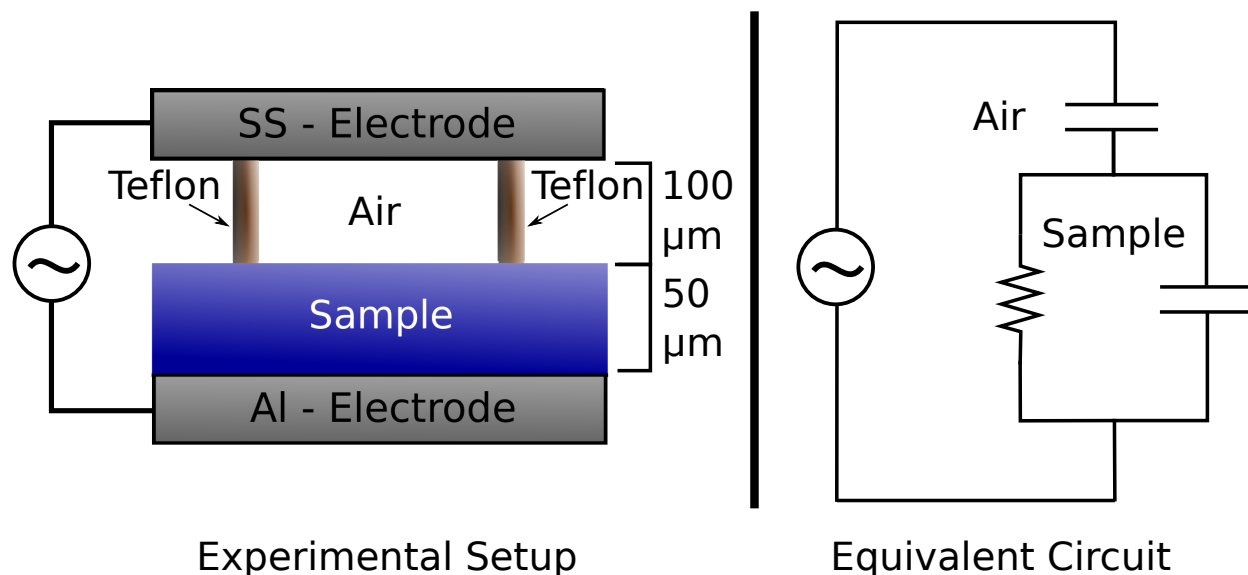 SS - Electrode
Teflon
Air
Teflon
100
µm
Sample
50
µm
Al - Electrode
Experimental Setup
Air
Sample
Equivalent Circuit